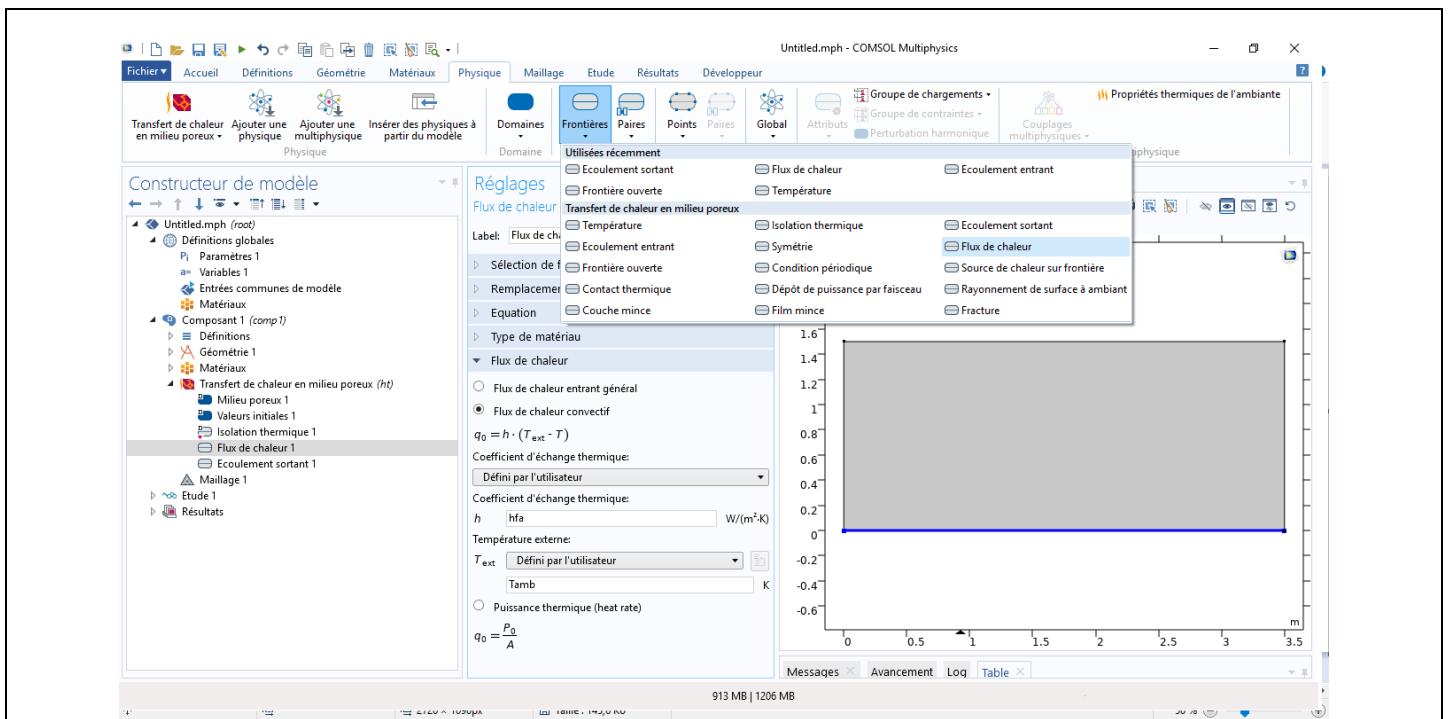 Untitled.mph - COMSOL Multiphysics
Fichier Accueil Définitions Géométrie Matériaux Physique Maillage Etude Résultats Développeur
Transfert de chaleur en milieu poreux
Ajouter une physique
Ajouter une multiphysique
Insérer des physiques à partir du modèle
Physique
Domaines
Domaine
Frontières
Paires
Points
Paires
Global
Attributs
Groupe de chargements
Groupe de contraintes
Perturbation harmonique
Couplages multiphysiques
Propriétés thermiques de l'ambiante
iphysique
Utilisées récemment
Ecoulement sortant Flux de chaleur Ecoulement entrant
Frontière ouverte Température
Transfert de chaleur en milieu poreux
Température Isolation thermique Ecoulement sortant
Ecoulement entrant Symétrie Flux de chaleur
Frontière ouverte Condition périodique Source de chaleur sur frontière
Contact thermique Dépôt de puissance par faisceau Rayonnement de surface à ambiant
Couche mince Film mince Fracture
Constructeur de modèle
Untitled.mph (root)
Définitions globales
Pi Paramètres 1
a= Variables 1
Entrées communes de modèle
Matériaux
Composant 1 (comp1)
Définitions
Géométrie 1
Matériaux
Transfert de chaleur en milieu poreux (ht)
Milieu poreux 1
Valeurs initiales 1
Isolation thermique 1
Flux de chaleur 1
Ecoulement sortant 1
Maillage 1
Etude 1
Résultats
Réglages
Flux de chaleur
Label: Flux de ch
Sélection de f
Remplacemer
Equation
Type de matériau
Flux de chaleur
Flux de chaleur entrant général
Flux de chaleur convectif
q0 = h · (Text - T)
Coefficient d'échange thermique:
Défini par l'utilisateur
Coefficient d'échange thermique:
h hfa W/(m²·K)
Température externe:
Text Défini par l'utilisateur
Tamb K
Puissance thermique (heat rate)
q0 = P0/A
1.6
1.4
1.2
1
0.8
0.6
0.4
0.2
0
-0.2
-0.4
-0.6
m
0 0.5 1 1.5 2 2.5 3 3.5
Messages Avancement Log Table
913 MB | 1206 MB